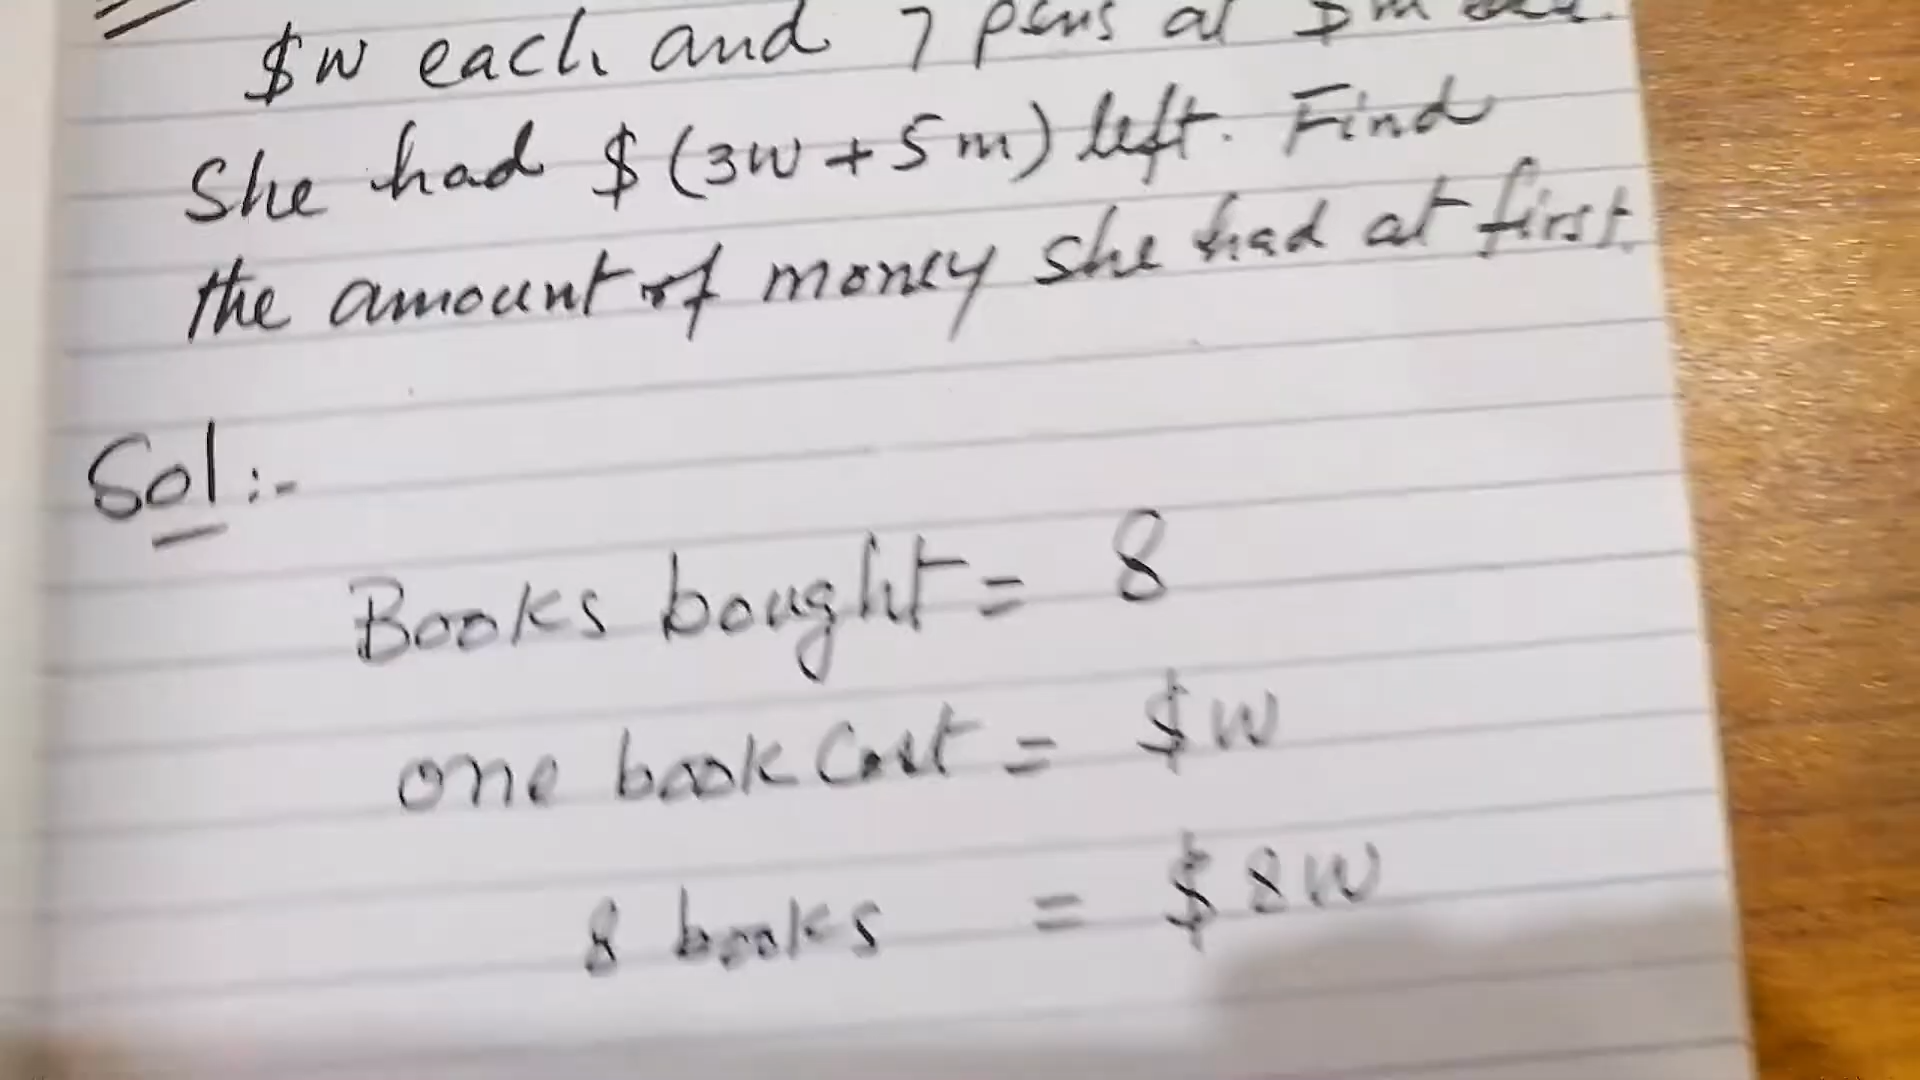 $w each and 7 pens at $m
She had $(3w+5m) left. Find
the amount of money she had at first.
Sol:-
Books bought = 8
one book Cost = $w
8 books = $8w